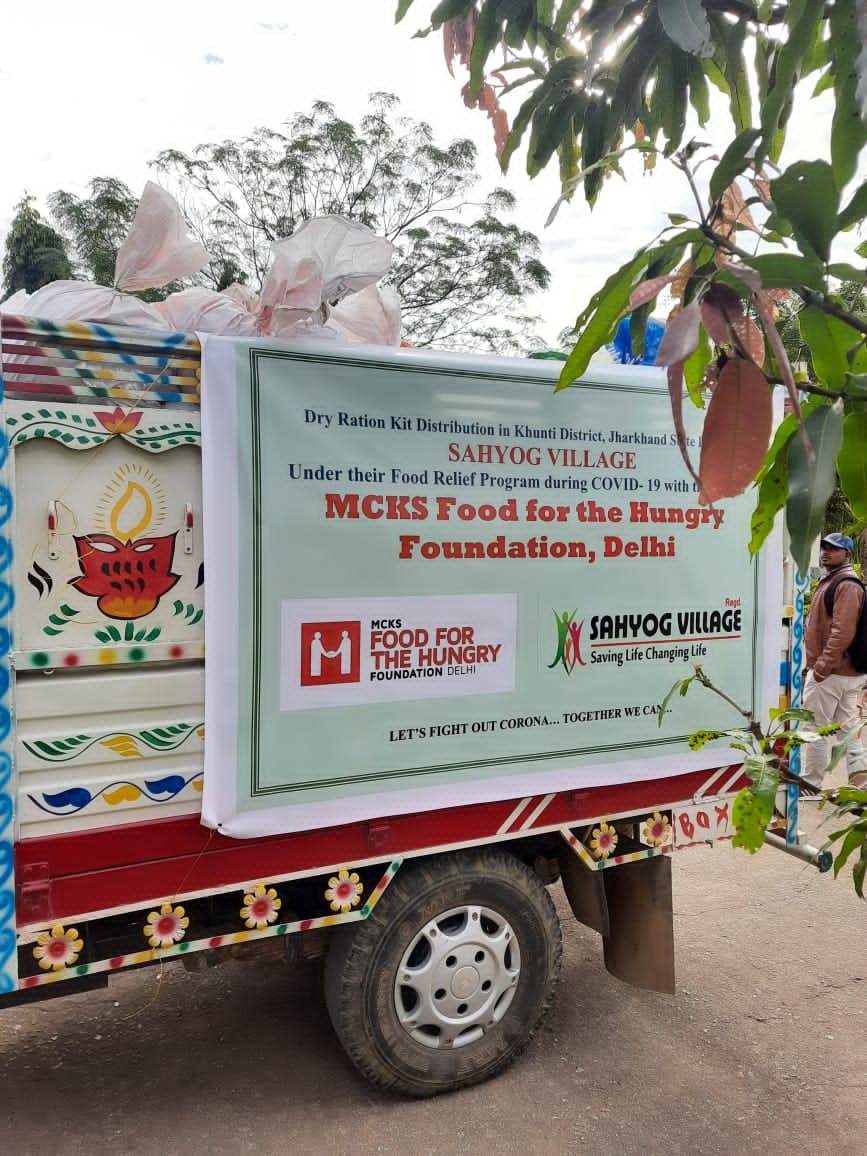 Dry Ration Kit Distribution in Khunti District, Jharkhand
SAHYOG VILLAGE
Under their Food Relief Program during COVID- 19 with
MCKS Food for the Hungry
Foundation, Delhi
MCKS
FOOD FOR
THE HUNGRY
FOUNDATION DELHI
Regd.
SAHYOG VILLAGE
Saving Life Changing Life
LET'S FIGHT OUT CORONA... TOGETHER WE CAN...
BOX